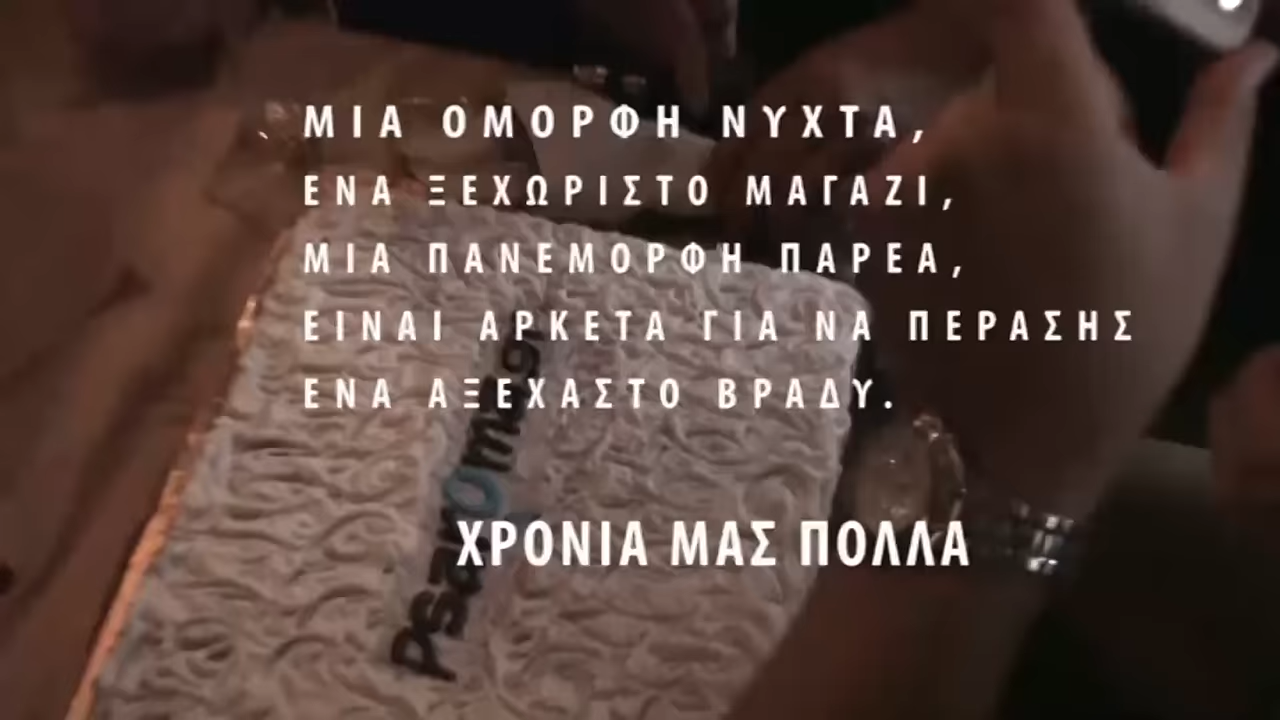 ΜΙΑ ΟΜΟΡΦΗ ΝΥΧΤΑ,
ΕΝΑ ΞΕΧΩΡΙΣΤΟ ΜΑΓΑΖΙ,
ΜΙΑ ΠΑΝΕΜΟΡΦΗ ΠΑΡΕΑ,
ΕΙΝΑΙ ΑΡΚΕΤΑ ΓΙΑ ΝΑ ΠΕΡΑΣΗΣ
ΕΝΑ ΑΞΕΧΑΣΤΟ ΒΡΑΔΥ.
ΧΡΟΝΙΑ ΜΑΣ ΠΟΛΛΑ